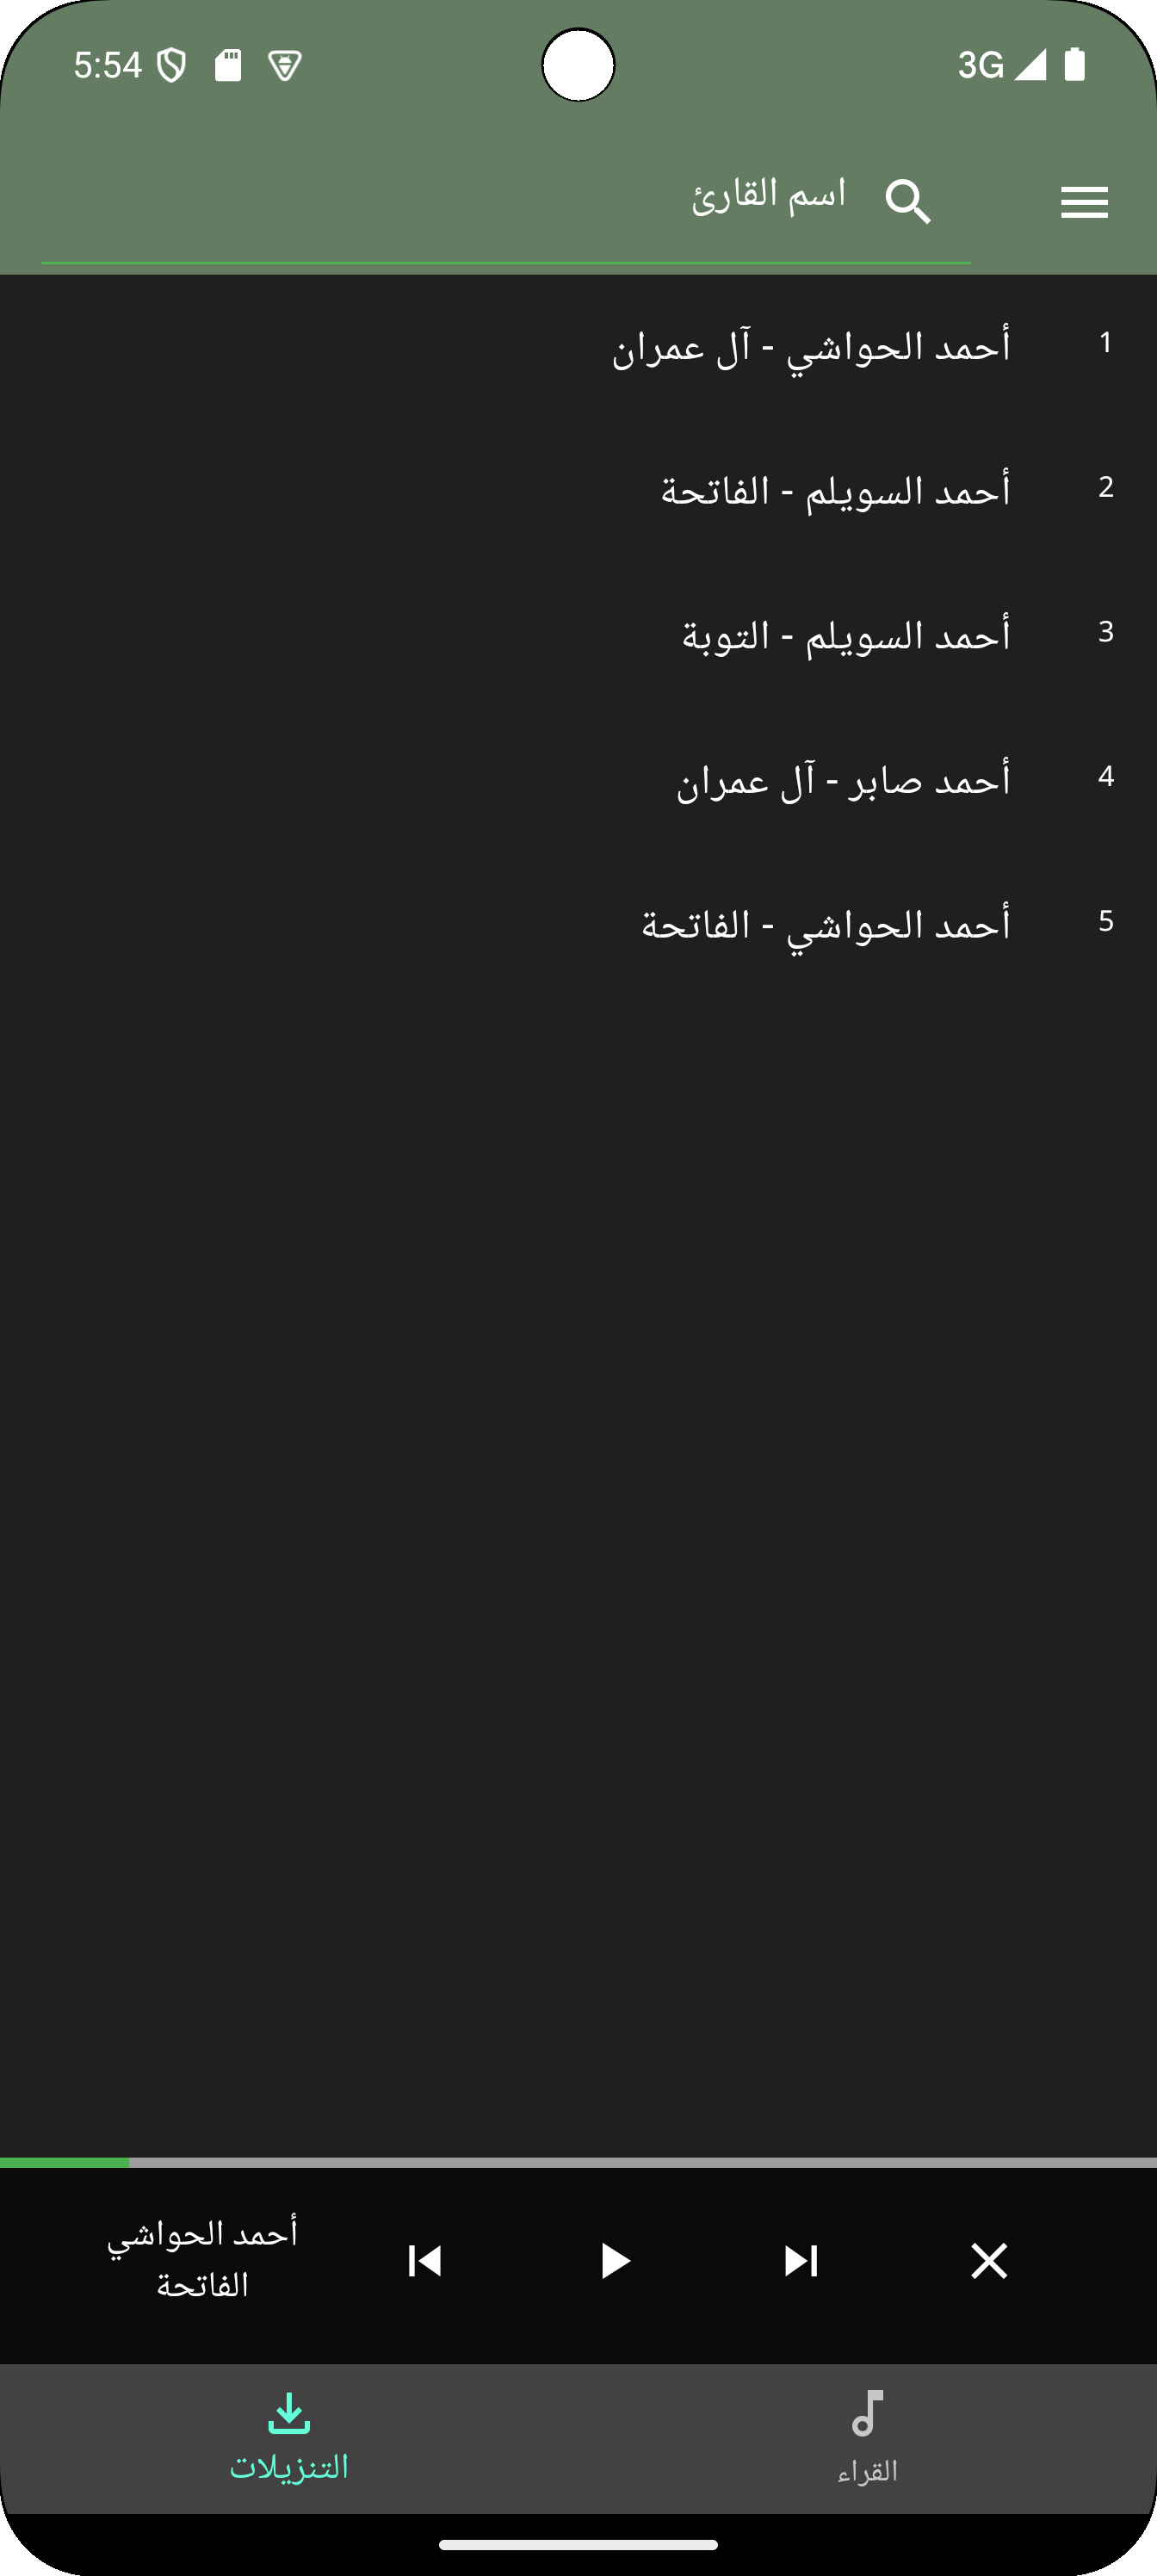 5:54 3G
اسم القارئ
1 أحمد الحواشي - آل عمران
2 أحمد السويلم - الفاتحة
3 أحمد السويلم - التوبة
4 أحمد صابر - آل عمران
5 أحمد الحواشي - الفاتحة
أحمد الحواشي
الفاتحة
القراء
التنزيلات